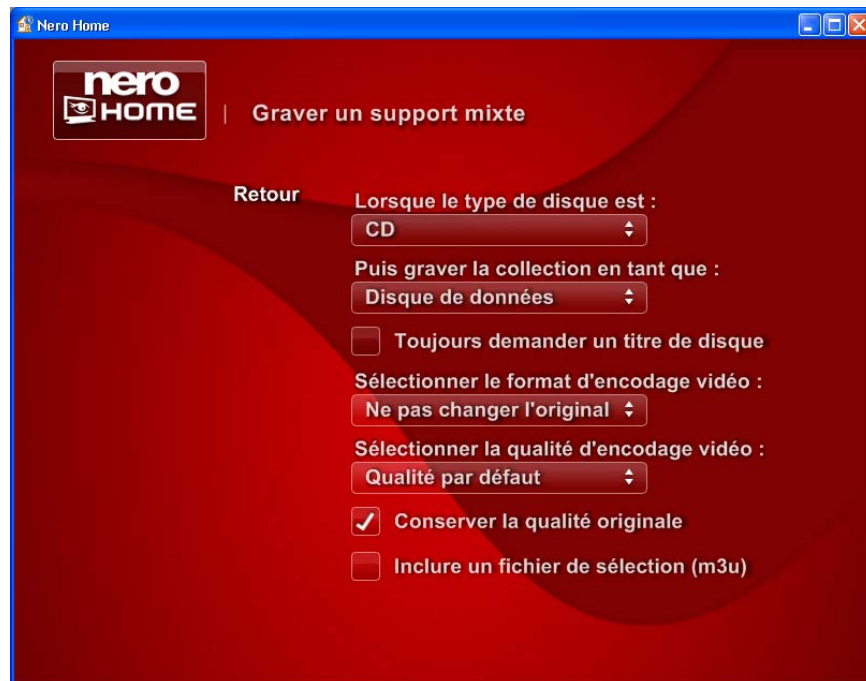 Nero Home
nero
HOME
| Graver un support mixte
Retour
Lorsque le type de disque est :
CD
Puis graver la collection en tant que :
Disque de données
Toujours demander un titre de disque
Sélectionner le format d'encodage vidéo :
Ne pas changer l'original
Sélectionner la qualité d'encodage vidéo :
Qualité par défaut
Conserver la qualité originale
Inclure un fichier de sélection (m3u)